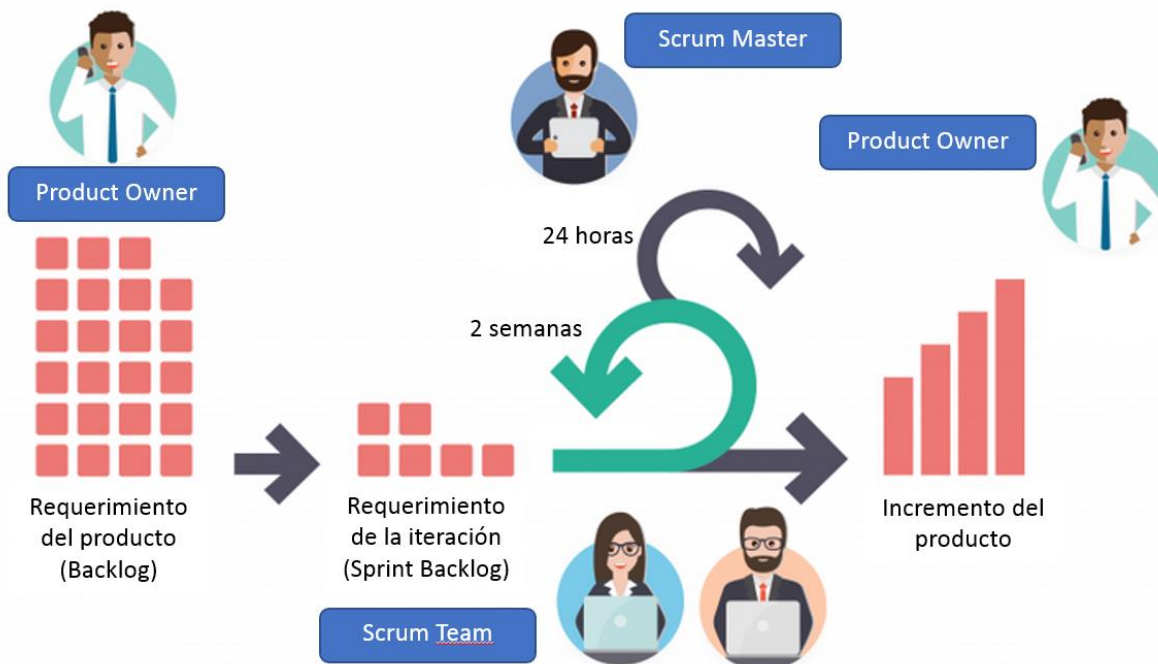 Scrum Master
Product Owner
Product Owner
24 horas
2 semanas
Requerimiento
del producto
(Backlog)
Requerimiento
de la iteración
(Sprint Backlog)
Incremento del
producto
Scrum Team